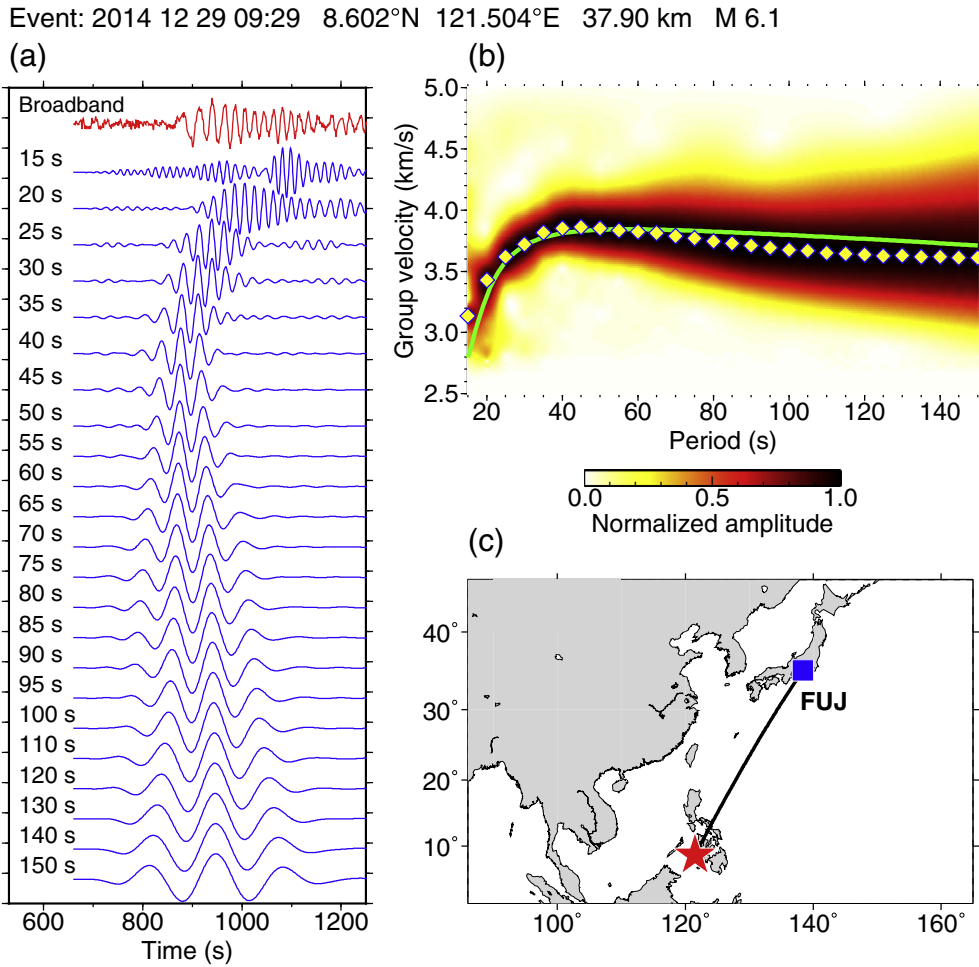 Event: 2014 12 29 09:29 8.602°N 121.504°E 37.90 km M 6.1
(a)
Broadband
15 s
20 s
25 s
30 s
35 s
40 s
45 s
50 s
55 s
60 s
65 s
70 s
75 s
80 s
85 s
90 s
95 s
100 s
110 s
120 s
130 s
140 s
150 s
600 800 1000 1200
Time (s)
(b)
5.0
4.5
4.0
3.5
3.0
2.5
Group velocity (km/s)
20 40 60 80 100 120 140
Period (s)
0.0 0.5 1.0
Normalized amplitude
(c)
40°
30°
20°
10°
FUJ
100° 120° 140° 160°